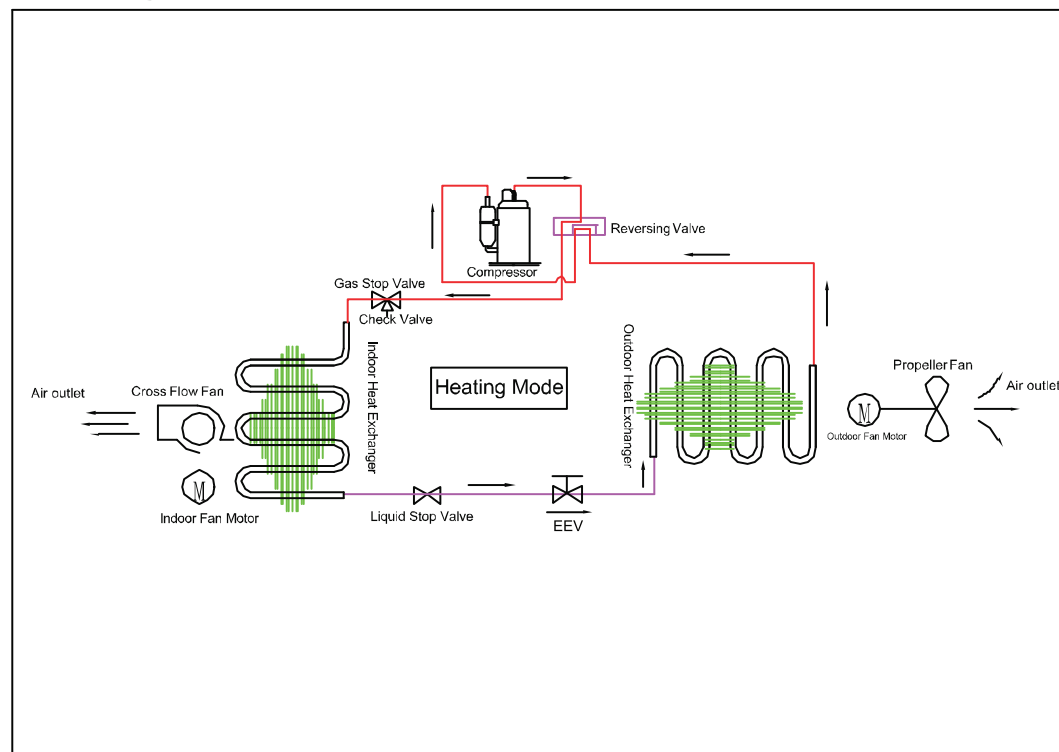 Reversing Valve
Compressor
Gas Stop Valve
Check Valve
Indoor Heat Exchanger
Outdoor Heat Exchanger
Heating Mode
Propeller Fan
Air outlet
Cross Flow Fan
Air outlet
M
Outdoor Fan Motor
M
Indoor Fan Motor
Liquid Stop Valve
EEV